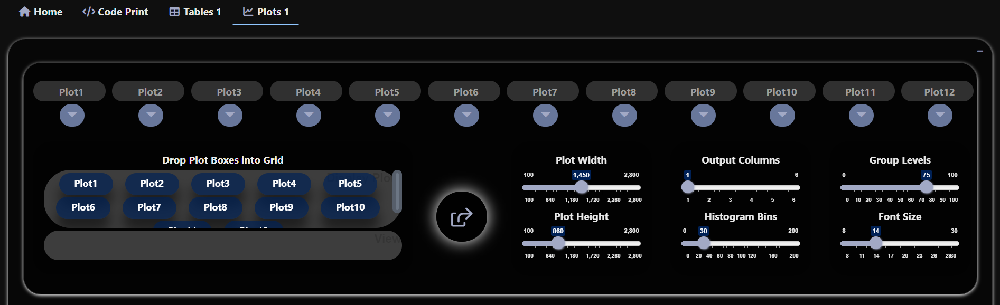 Home Code Print Tables 1 Plots 1
Plot1 Plot2 Plot3 Plot4 Plot5 Plot6 Plot7 Plot8 Plot9 Plot10 Plot11 Plot12
Drop Plot Boxes into Grid
Plot1 Plot2 Plot3 Plot4 Plot5
Plot6 Plot7 Plot8 Plot9 Plot10
View
Plot Width
100 1,450 2,800
100 640 1,180 1,720 2,260 2,800
Plot Height
100 860 2,800
100 640 1,180 1,720 2,260 2,800
Output Columns
1 6
1 2 3 4 5 6
Histogram Bins
0 30 200
0 20 40 60 80 100 120 160 200
Group Levels
0 75 100
0 10 20 30 40 50 60 70 80 90 100
Font Size
8 14 30
8 11 14 17 20 23 26 29 30